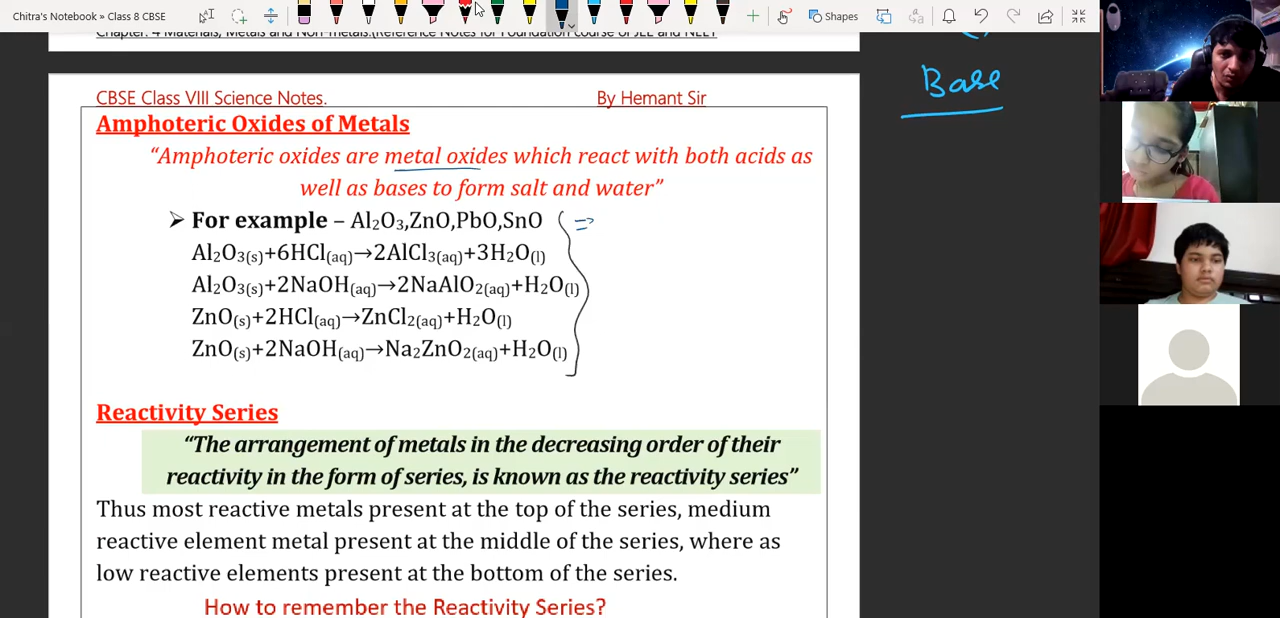 Chitra's Notebook » Class 8 CBSE
Shapes
Chapter: 4 Materials, Metals and Non-metals.(Reference Notes for Foundation course of JEE and NEET
Base
CBSE Class VIII Science Notes. By Hemant Sir
Amphoteric Oxides of Metals
“Amphoteric oxides are metal oxides which react with both acids as
well as bases to form salt and water”
➢ For example – Al₂O₃,ZnO,PbO,SnO
Al₂O₃(s)+6HCl(aq)→2AlCl₃(aq)+3H₂O(l)
Al₂O₃(s)+2NaOH(aq)→2NaAlO₂(aq)+H₂O(l)
ZnO(s)+2HCl(aq)→ZnCl₂(aq)+H₂O(l)
ZnO(s)+2NaOH(aq)→Na₂ZnO₂(aq)+H₂O(l)
Reactivity Series
“The arrangement of metals in the decreasing order of their
reactivity in the form of series, is known as the reactivity series”
Thus most reactive metals present at the top of the series, medium
reactive element metal present at the middle of the series, where as
low reactive elements present at the bottom of the series.
How to remember the Reactivity Series?